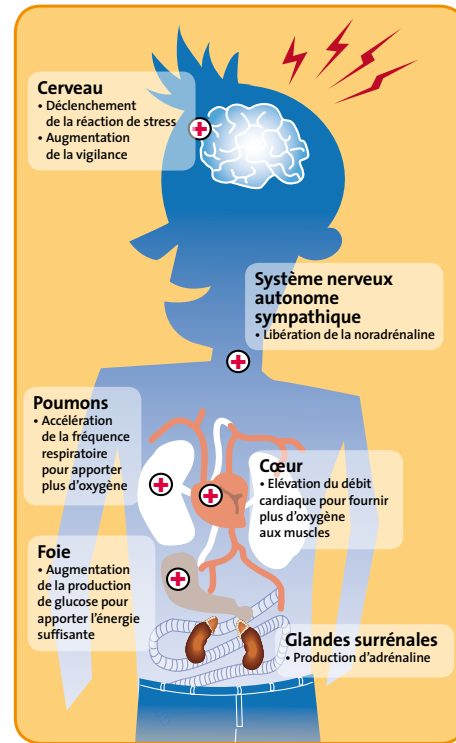 Cerveau
• Déclenchement
de la réaction de stress
• Augmentation
de la vigilance
Système nerveux
autonome
sympathique
• Libération de la noradrénaline
Poumons
• Accélération
de la fréquence
respiratoire
pour apporter
plus d'oxygène
Cœur
• Elévation du débit
cardiaque pour fournir
plus d'oxygène
aux muscles
Foie
• Augmentation
de la production
de glucose pour
apporter l'énergie
suffisante
Glandes surrénales
• Production d'adrénaline